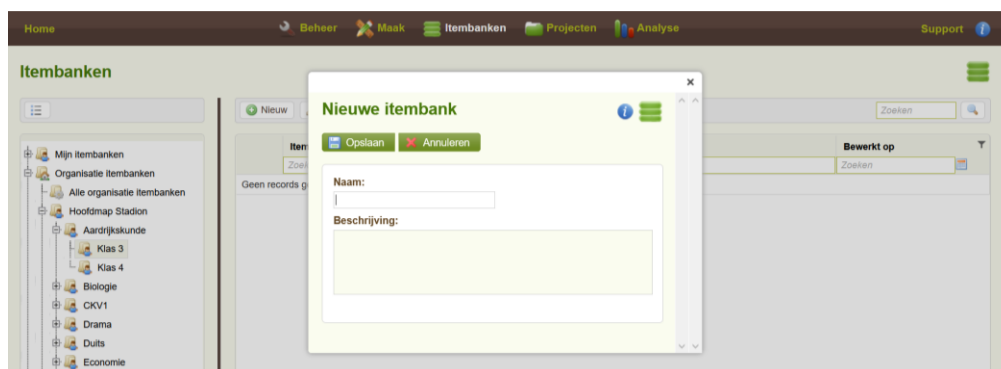 Home Beheer Maak Itembanken Projecten Analyse Support
Itembanken
Nieuw Zoeken
Mijn itembanken
Organisatie itembanken
Alle organisatie itembanken
Hoofdmap Stadion
Aardrijkskunde
Klas 3
Klas 4
Biologie
CKV1
Drama
Duits
Economie
Bewerkt op
Zoeken
Geen records
Nieuwe itembank
Opslaan Annuleren
Naam:
Beschrijving: